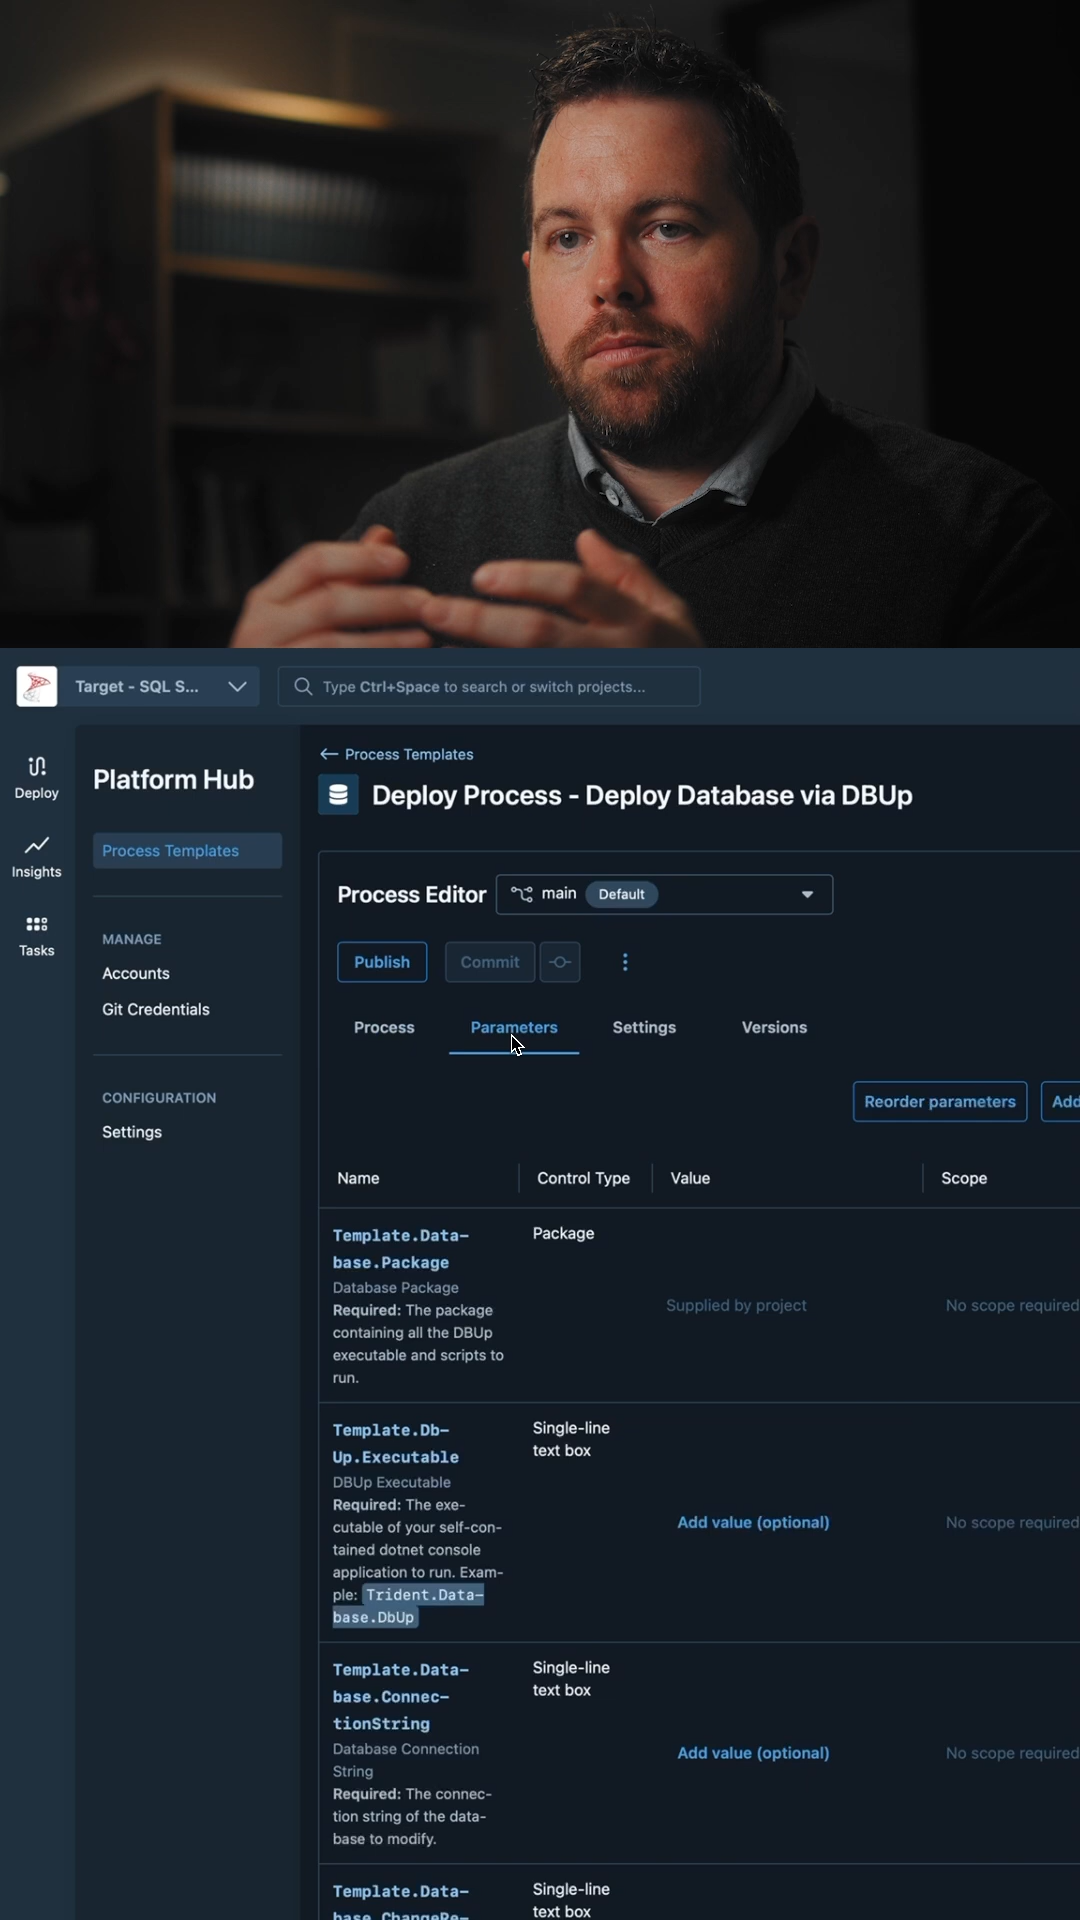 Target - SQL S...
Type Ctrl+Space to search or switch projects...
Deploy
Insights
Tasks
Platform Hub
Process Templates
MANAGE
Accounts
Git Credentials
CONFIGURATION
Settings
← Process Templates
Deploy Process - Deploy Database via DBUp
Process Editor
main Default
Publish
Commit
Process
Parameters
Settings
Versions
Reorder parameters
Add
Name
Control Type
Value
Scope
Template.Data-
base.Package
Database Package
Required: The package
containing all the DBUp
executable and scripts to
run.
Package
Supplied by project
No scope required
Template.Db-
Up.Executable
DBUp Executable
Required: The exe-
cutable of your self-con-
tained dotnet console
application to run. Exam-
ple: Trident.Data-
base.DbUp
Single-line
text box
Add value (optional)
No scope required
Template.Data-
base.Connec-
tionString
Database Connection
String
Required: The connec-
tion string of the data-
base to modify.
Single-line
text box
Add value (optional)
No scope required
Template.Data-
base.ChangeRe-
Single-line
text box